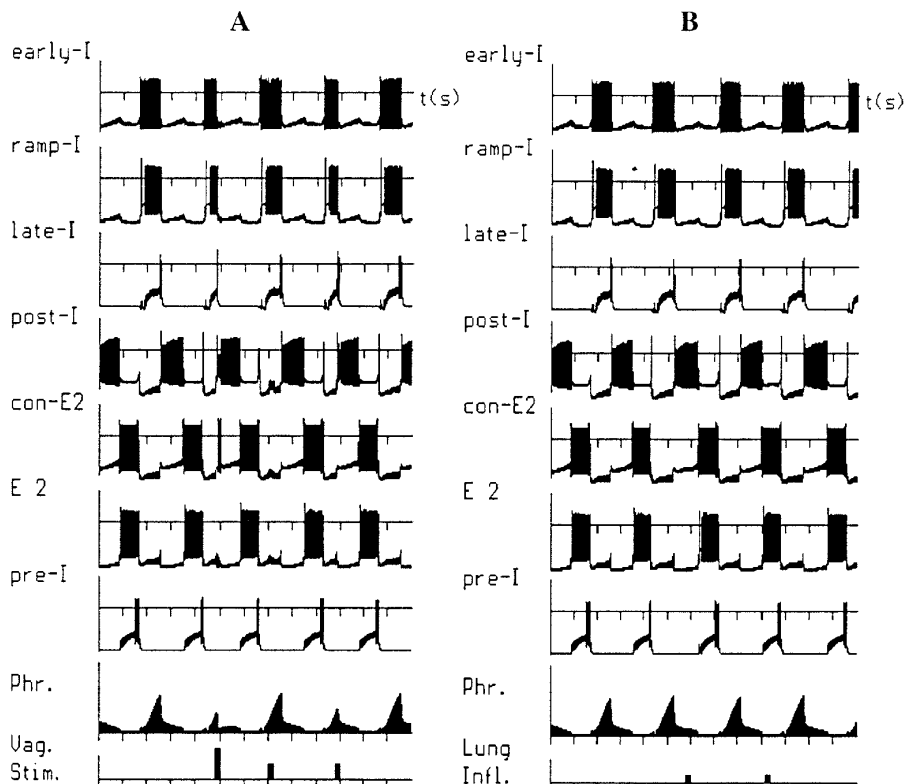 A
early-I
t(s)
ramp-I
late-I
post-I
con-E2
E 2
pre-I
Phr.
Vag.
Stim.
B
early-I
t(s)
ramp-I
late-I
post-I
con-E2
E 2
pre-I
Phr.
Lung
Infl.